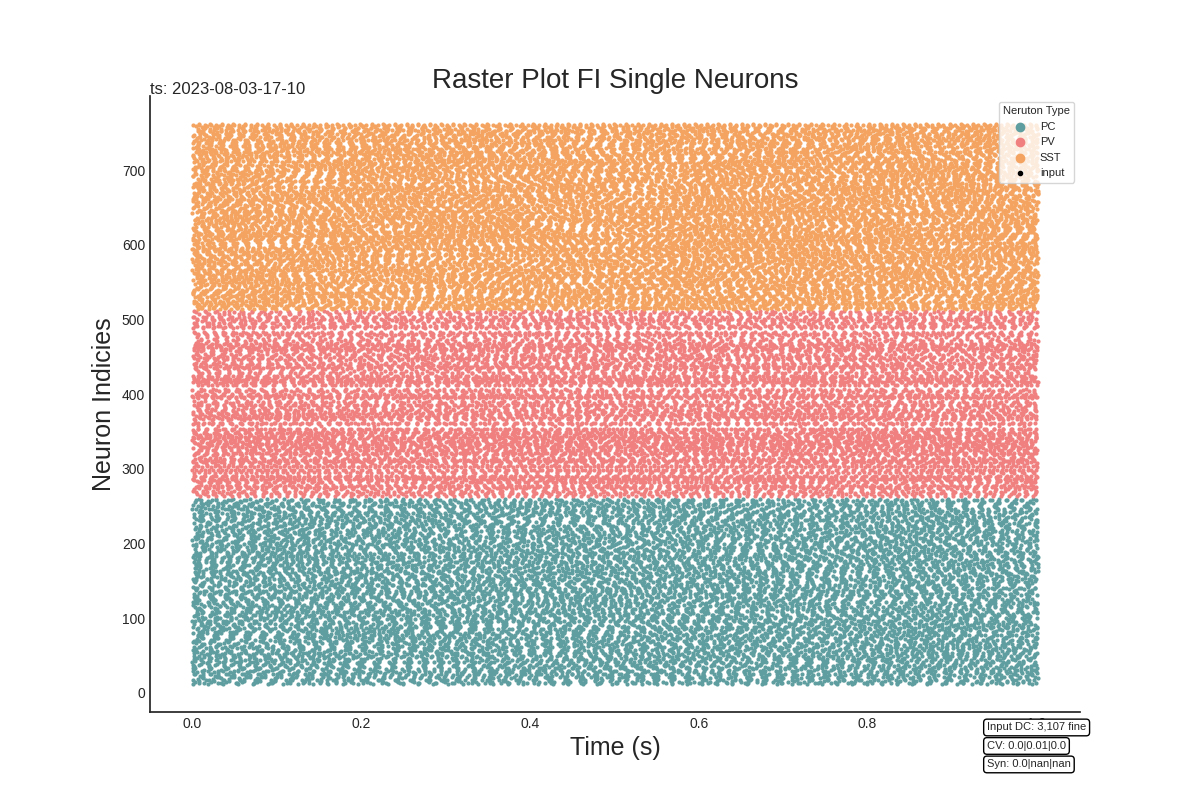 Raster Plot FI Single Neurons
ts: 2023-08-03-17-10
Neruton Type
PC
PV
SST
input
Neuron Indicies
700
600
500
400
300
200
100
0
0.0 0.2 0.4 0.6 0.8
Time (s)
Input DC: 3,107 fine
CV: 0.0|0.01|0.0
Syn: 0.0|nan|nan